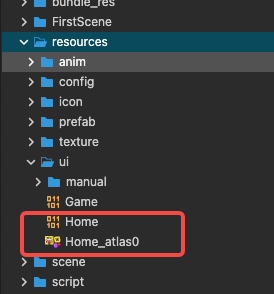 bundle_res
FirstScene
resources
anim
config
icon
prefab
texture
ui
manual
Game
Home
Home_atlas0
scene
script